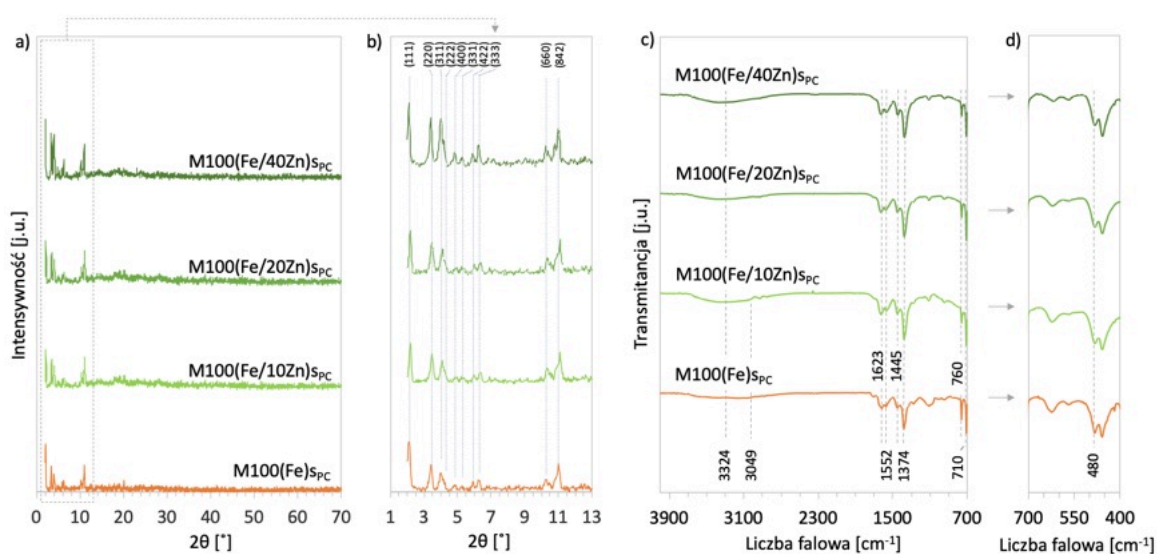 a)
b)
c)
d)
(111)
(220)
(311)
(222)
(400)
(331)
(422)
(333)
(660)
(842)
Intensywność [j.u.]
M100(Fe/40Zn)sPC
M100(Fe/20Zn)sPC
M100(Fe/10Zn)sPC
M100(Fe)sPC
0 10 20 30 40 50 60 70
2θ [°]
1 3 5 7 9 11 13
2θ [°]
Transmitancja [j.u.]
M100(Fe/40Zn)sPC
M100(Fe/20Zn)sPC
M100(Fe/10Zn)sPC
M100(Fe)sPC
1623
1445
760
3324
3049
1552
1374
710
3900 3100 2300 1500 700
Liczba falowa [cm⁻¹]
480
700 550 400
Liczba falowa [cm⁻¹]